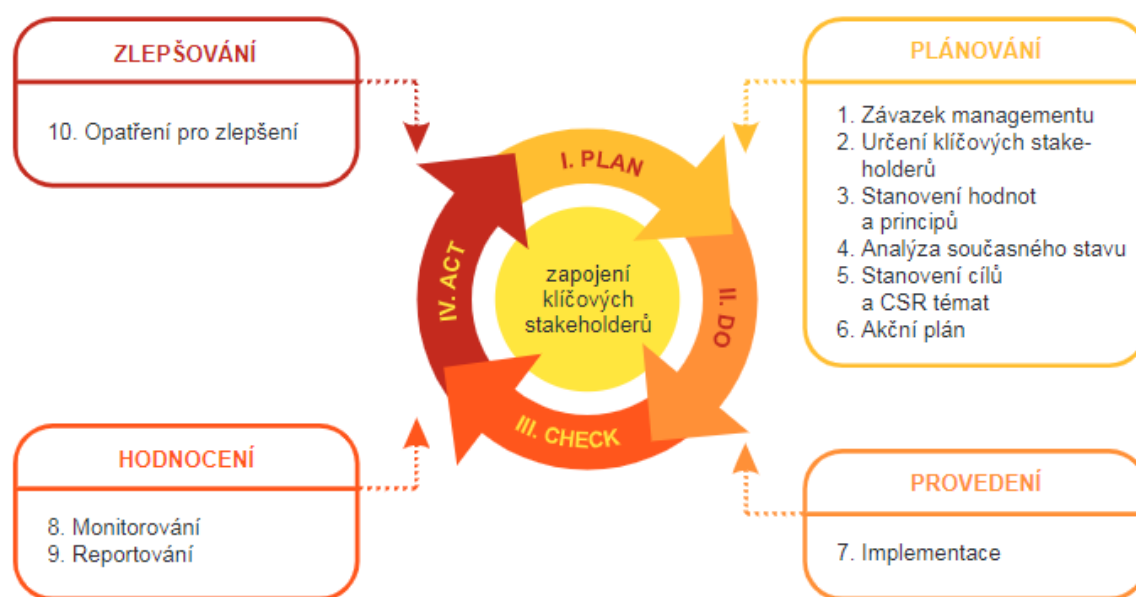 ZLEPŠOVÁNÍ
10. Opatření pro zlepšení
PLÁNOVÁNÍ
1. Závazek managementu
2. Určení klíčových stake-
holderů
3. Stanovení hodnot
a principů
4. Analýza současného stavu
5. Stanovení cílů
a CSR témat
6. Akční plán
I. PLAN
II. DO
III. CHECK
IV. ACT
zapojení
klíčových
stakeholderů
HODNOCENÍ
8. Monitorování
9. Reportování
PROVEDENÍ
7. Implementace